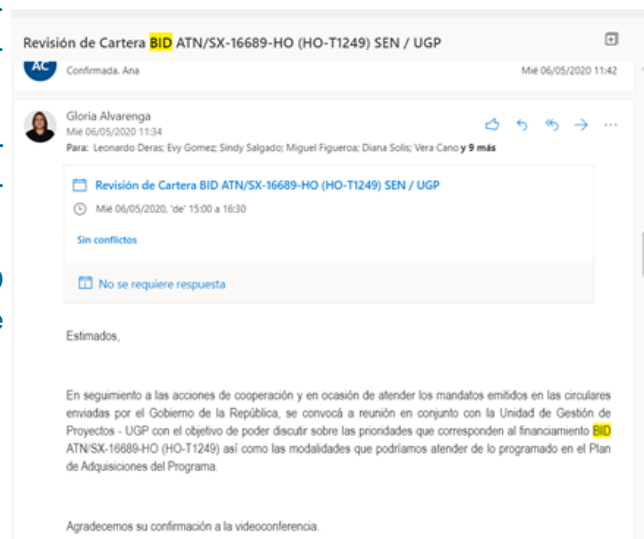 Revisión de Cartera BID ATN/SX-16689-HO (HO-T1249) SEN / UGP
AC
Confirmada. Ana
Mié 06/05/2020 11:42
Gloria Alvarenga
Mié 06/05/2020 11:34
Para: Leonardo Deras; Evy Gomez; Sindy Salgado; Miguel Figueroa; Diana Solis; Vera Cano y 9 más
Revisión de Cartera BID ATN/SX-16689-HO (HO-T1249) SEN / UGP
Mié 06/05/2020, 'de' 15:00 a 16:30
Sin conflictos
No se requiere respuesta
Estimados,
En seguimiento a las acciones de cooperación y en ocasión de atender los mandatos emitidos en las circulares
enviadas por el Gobierno de la República, se convocá a reunión en conjunto con la Unidad de Gestión de
Proyectos - UGP con el objetivo de poder discutir sobre las prioridades que corresponden al financiamiento BID
ATN/SX-16689-HO (HO-T1249) así como las modalidades que podríamos atender de lo programado en el Plan
de Adquisiciones del Programa.
Agradecemos su confirmación a la videoconferencia.